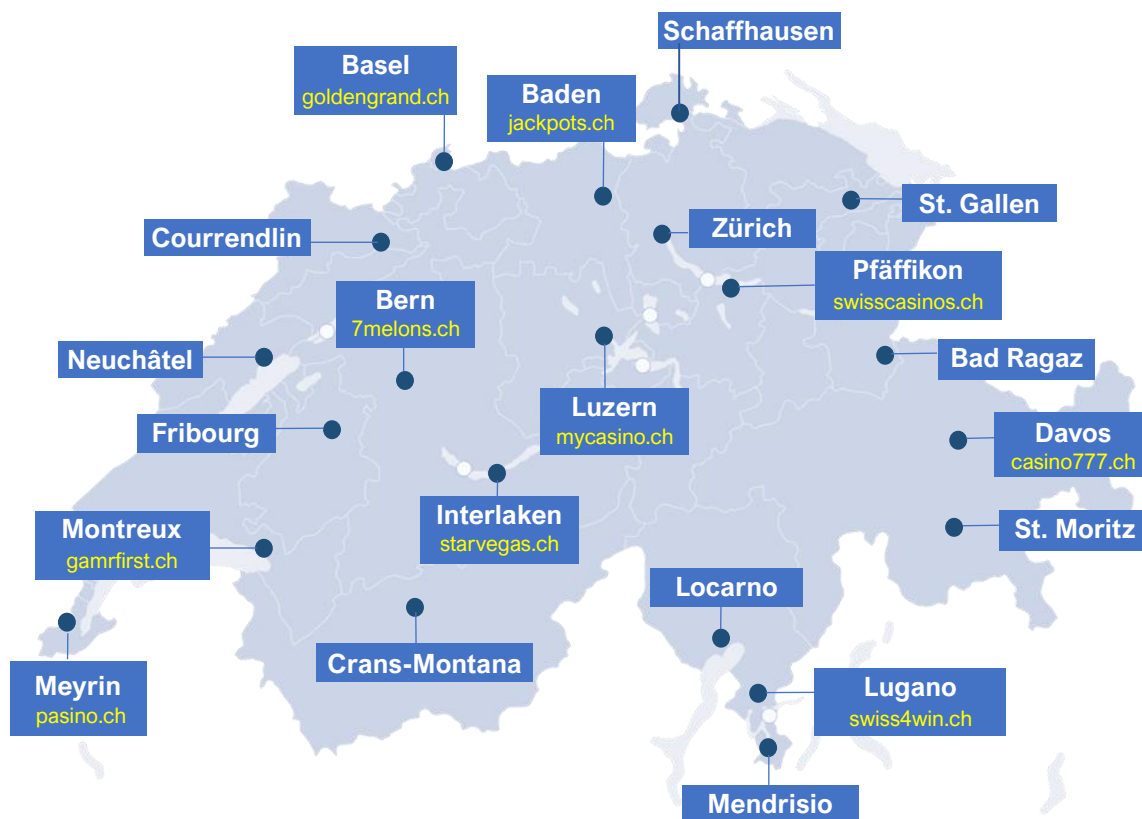 Schaffhausen
Basel
goldengrand.ch
Baden
jackpots.ch
St. Gallen
Zürich
Courrendlin
Pfäffikon
swisscasinos.ch
Bern
7melons.ch
Neuchâtel
Bad Ragaz
Luzern
mycasino.ch
Fribourg
Davos
casino777.ch
Interlaken
starvegas.ch
Montreux
gamrfirst.ch
St. Moritz
Locarno
Crans-Montana
Meyrin
pasino.ch
Lugano
swiss4win.ch
Mendrisio